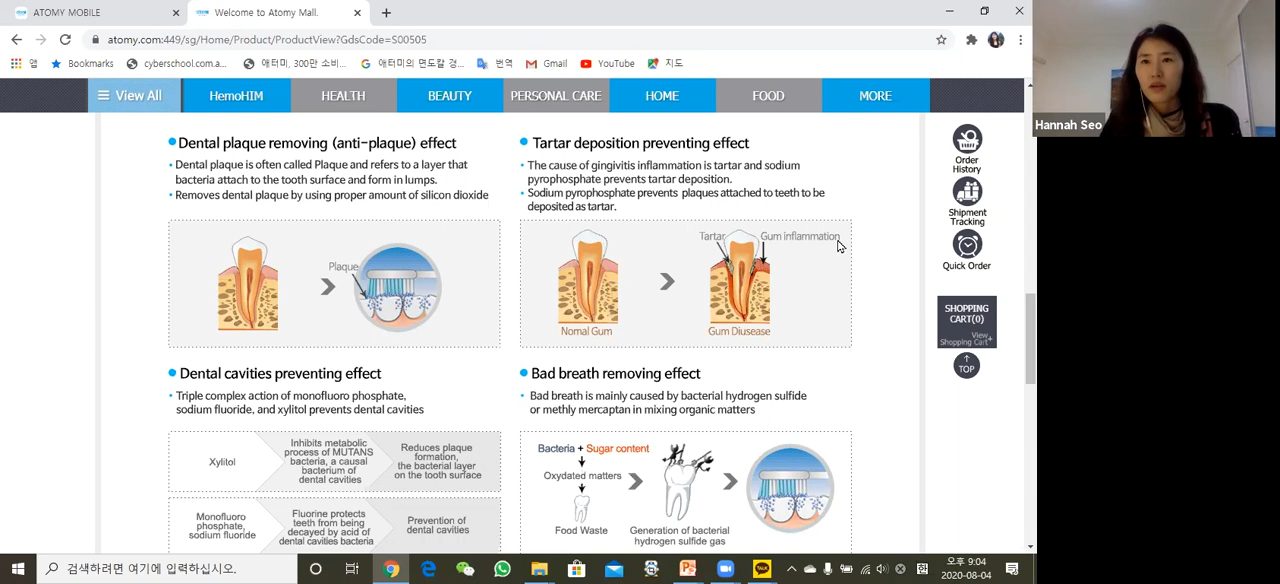 ATOMY MOBILE
Welcome to Atomy Mall.
atomy.com:449/sg/Home/Product/ProductView?GdsCode=S00505
앱
Bookmarks
cyberschool.com.a...
애터미, 300만 소비...
애터미의 면도칼 경...
번역
Gmail
YouTube
지도
View All
HemoHIM
HEALTH
BEAUTY
PERSONAL CARE
HOME
FOOD
MORE
Hannah Seo
Dental plaque removing (anti-plaque) effect
Dental plaque is often called Plaque and refers to a layer that
bacteria attach to the tooth surface and form in lumps.
Removes dental plaque by using proper amount of silicon dioxide
Plaque
Tartar deposition preventing effect
The cause of gingivitis inflammation is tartar and sodium
pyrophosphate prevents tartar deposition.
Sodium pyrophosphate prevents plaques attached to teeth to be
deposited as tartar.
Tartar
Gum inflammation
Nomal Gum
Gum Diusease
Order
History
Shipment
Tracking
Quick Order
SHOPPING
CART(0)
View
Shopping Cart
TOP
Dental cavities preventing effect
Triple complex action of monofluoro phosphate,
sodium fluoride, and xylitol prevents dental cavities
Xylitol
Inhibits metabolic
process of MUTANS
bacteria, a causal
bacterium of
dental cavities
Reduces plaque
formation,
the bacterial layer
on the tooth surface
Monofluoro
phosphate,
sodium fluoride
Fluorine protects
teeth from being
decayed by acid of
dental cavities bacteria
Prevention of
dental cavities
Bad breath removing effect
Bad breath is mainly caused by bacterial hydrogen sulfide
or methly mercaptan in mixing organic matters
Bacteria + Sugar content
Oxydated matters
Food Waste
Generation of bacterial
hydrogen sulfide gas
검색하려면 여기에 입력하십시오.
오후 9:04
2020-08-04